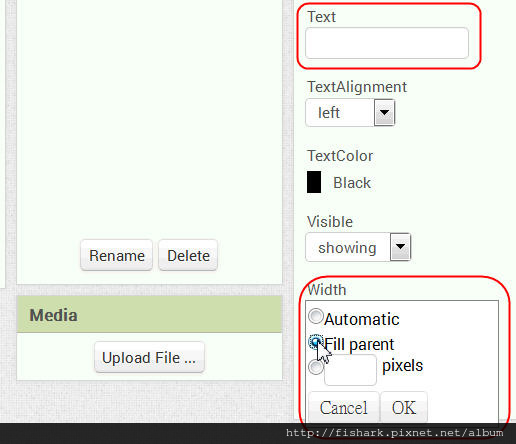 Text
TextAlignment
left
TextColor
Black
Visible
showing
Rename
Delete
Media
Upload File ...
Width
Automatic
Fill parent
pixels
Cancel
OK
http://fishark.pixnet.net/album